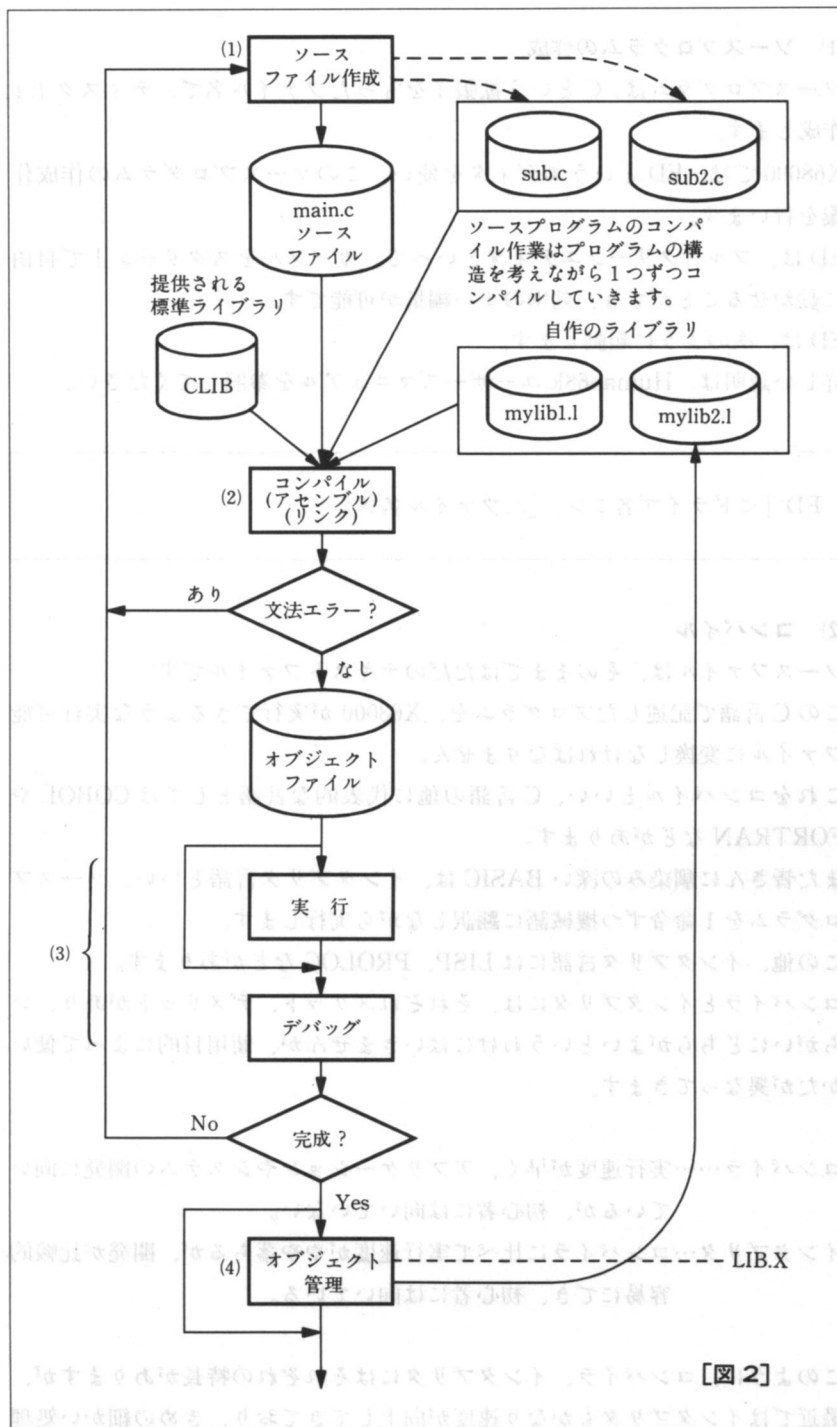 (1)
ソース
ファイル作成
sub.c
sub2.c
main.c
ソース
ファイル
ソースプログラムのコンパ
イル作業はプログラムの構
造を考えながら1つずつコ
ンパイルしていきます。
提供される
標準ライブラリ
CLIB
自作のライブラリ
mylib1.l
mylib2.l
(2)
コンパイル
(アセンブル)
(リンク)
文法エラー?
あり
なし
オブジェクト
ファイル
(3)
実 行
デバッグ
完成?
No
Yes
(4)
オブジェクト
管理
LIB.X
[図2]